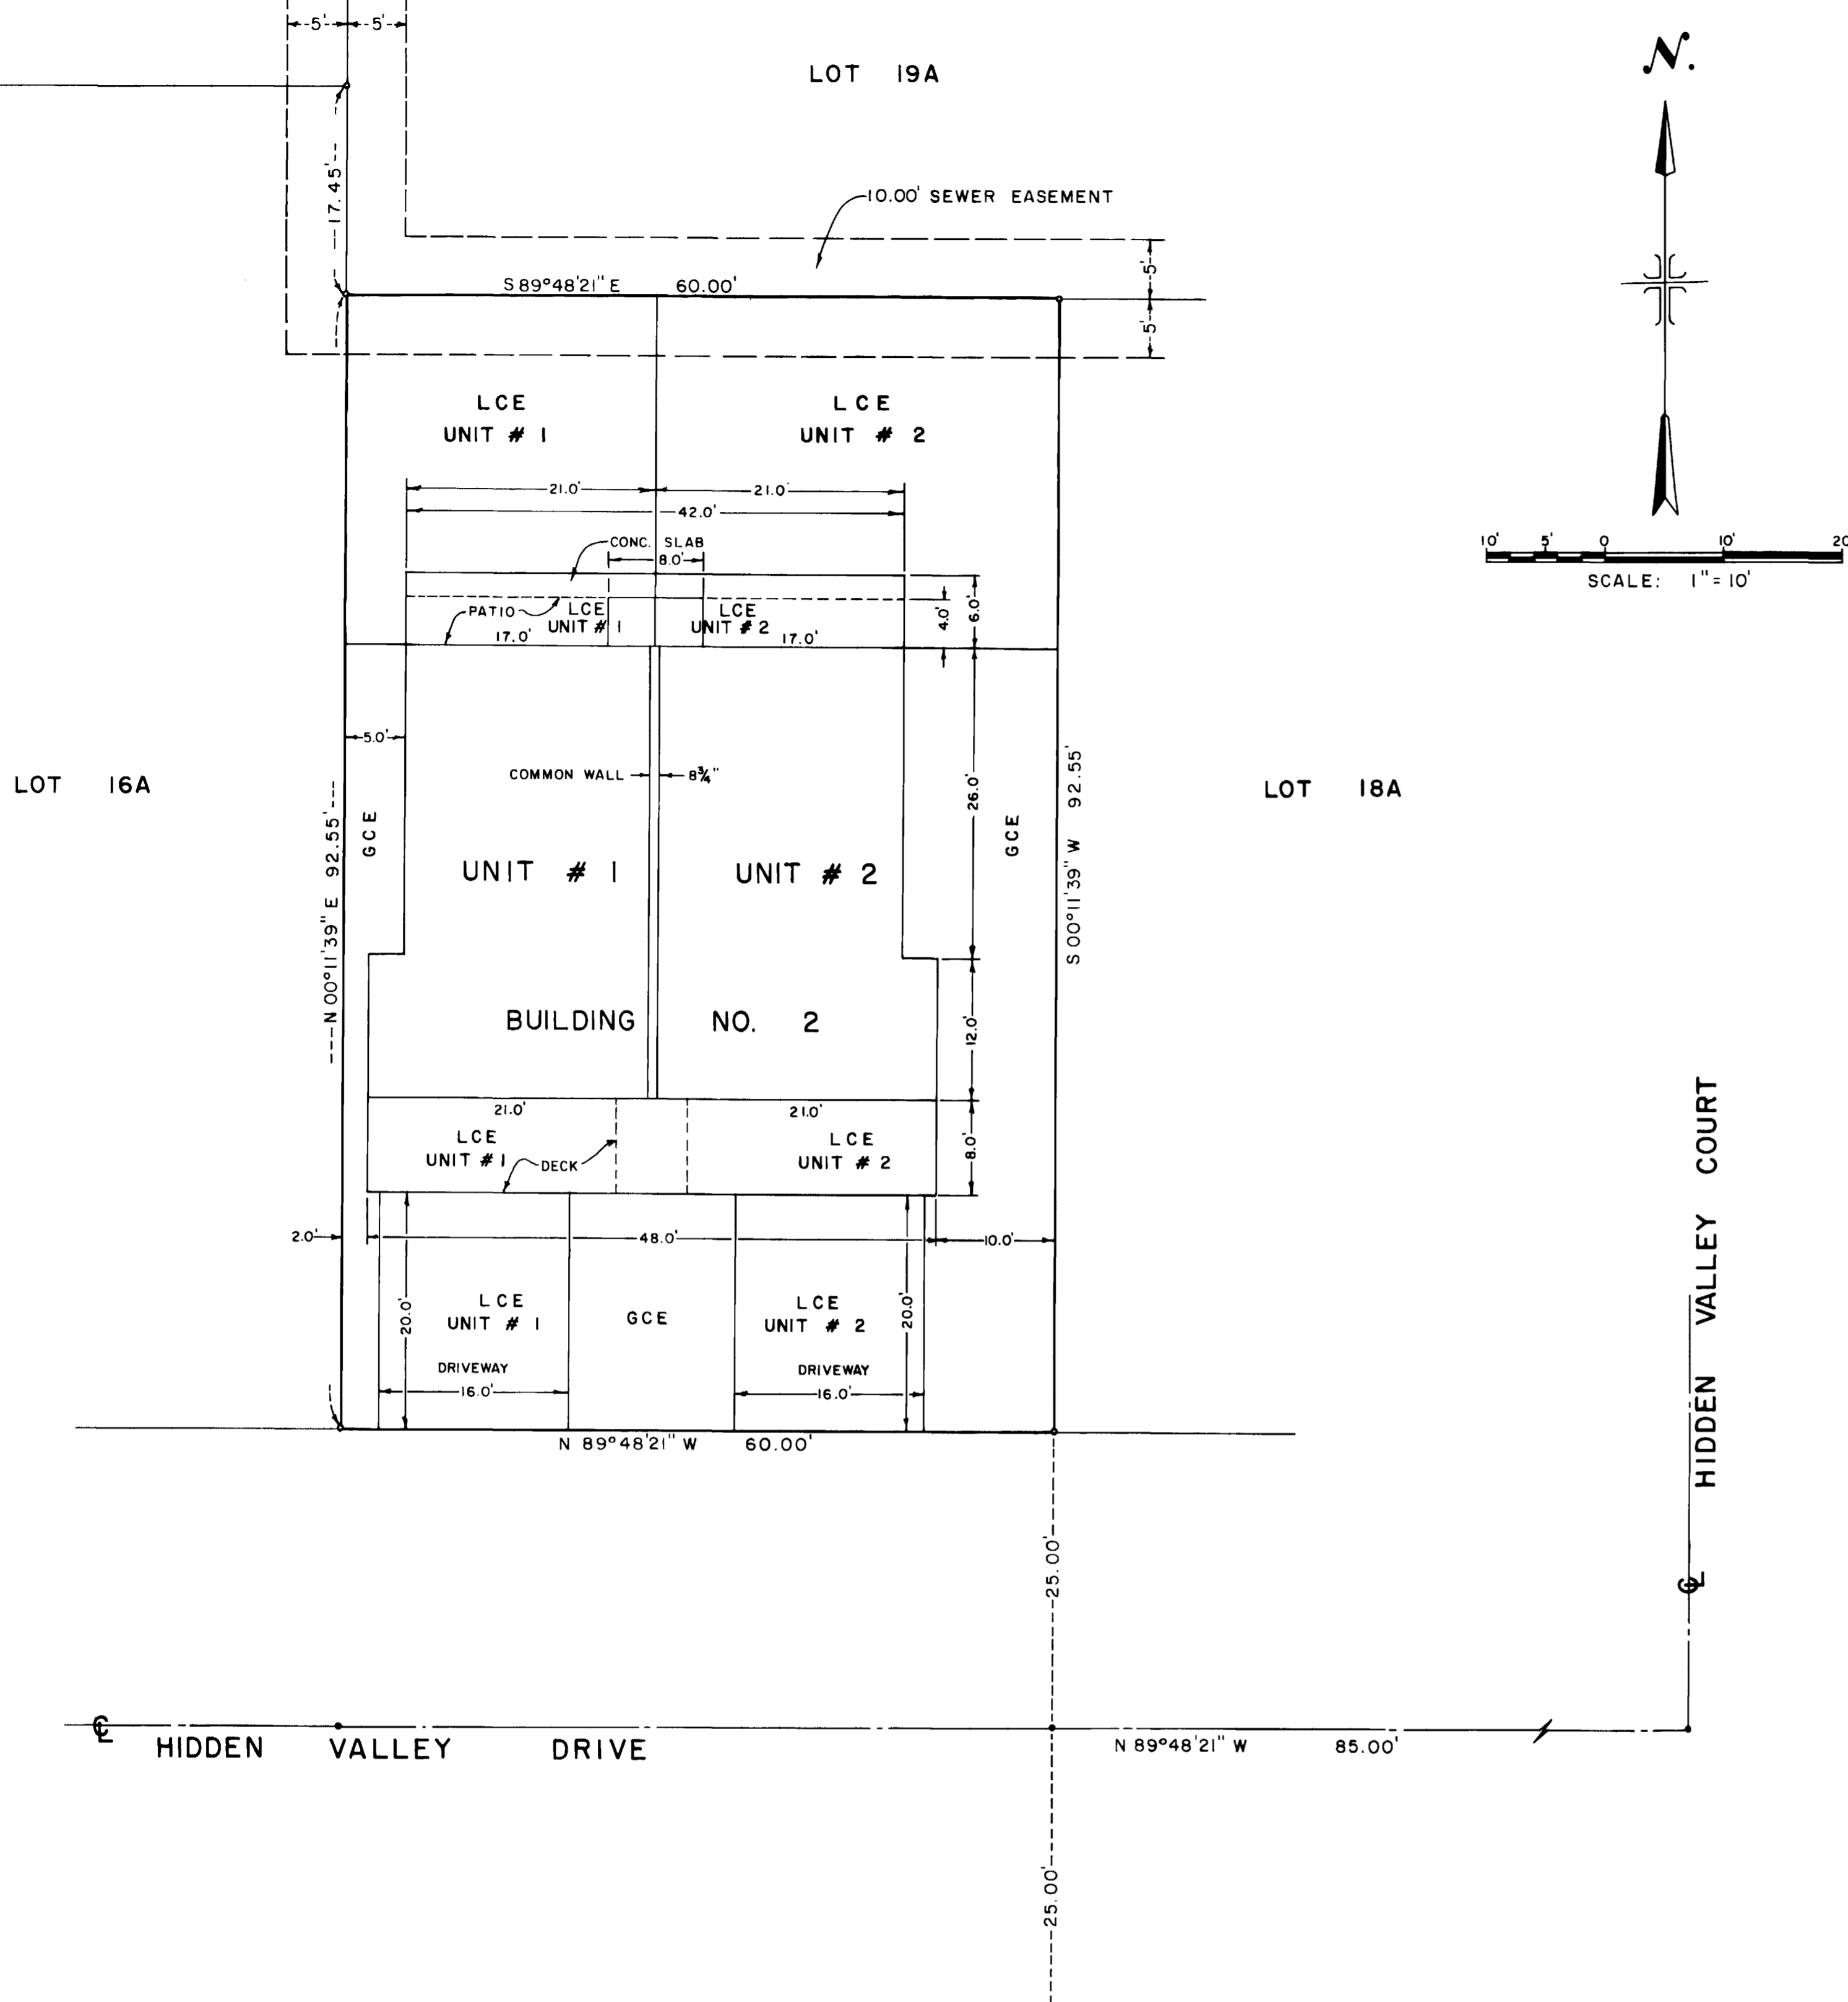 5' 5'
N.
LOT 19A
17.45'
10.00' SEWER EASEMENT
5'
S 89°48'21" E 60.00'
5'
LCE
UNIT # 1
LCE
UNIT # 2
21.0' 21.0'
42.0'
CONC. SLAB
8.0'
10' 5' 0 10' 20
SCALE: 1" = 10'
PATIO
LCE
UNIT # 1
LCE
UNIT # 2
4.0'
6.0'
17.0' 17.0'
5.0'
COMMON WALL 8¾"
LOT 16A
LOT 18A
26.0'
S 00°11'39" W 92.55'
GCE
GCE
N 00°11'39" E 92.55'
UNIT # 1
UNIT # 2
BUILDING NO. 2
12.0'
21.0' 21.0'
LCE
UNIT #1
DECK
LCE
UNIT # 2
8.0'
2.0' 48.0' 10.0'
LCE
UNIT # 1
GCE
LCE
UNIT # 2
20.0'
20.0'
DRIVEWAY
DRIVEWAY
16.0' 16.0'
N 89°48'21" W 60.00'
HIDDEN VALLEY COURT
25.00'
℄
℄
HIDDEN VALLEY DRIVE
N 89°48'21" W 85.00'
25.00'